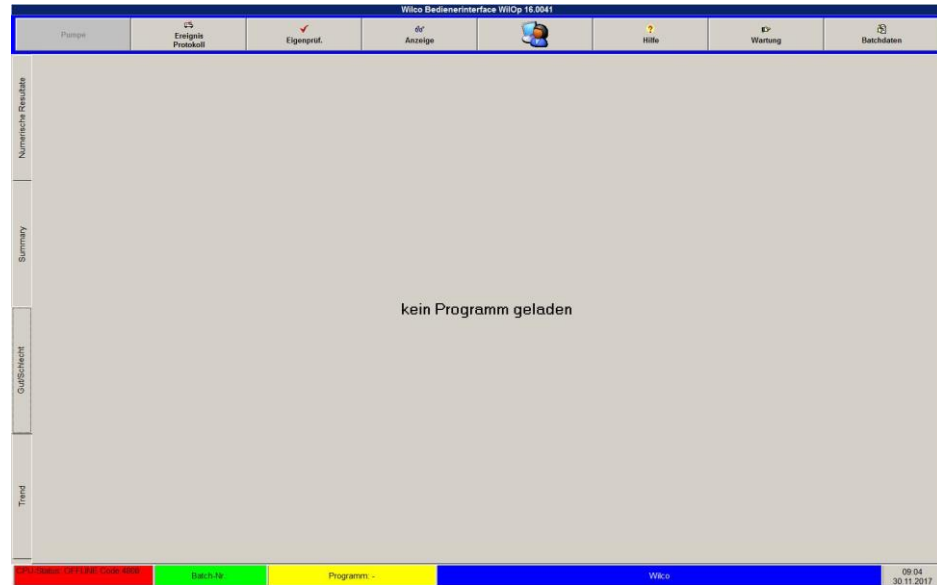 Wilco Bedienerinterface WilOp 16.0041
Pumpe
Ereignis
Protokoll
Eigenprüf.
Anzeige
Hilfe
Wartung
Batchdaten
Numerische Resultate
Summary
Gut/Schlecht
Trend
kein Programm geladen
CPU-Status: OFFLINE Code
Batch-Nr.:
Programm: -
Wilco
09:04
30.11.2017